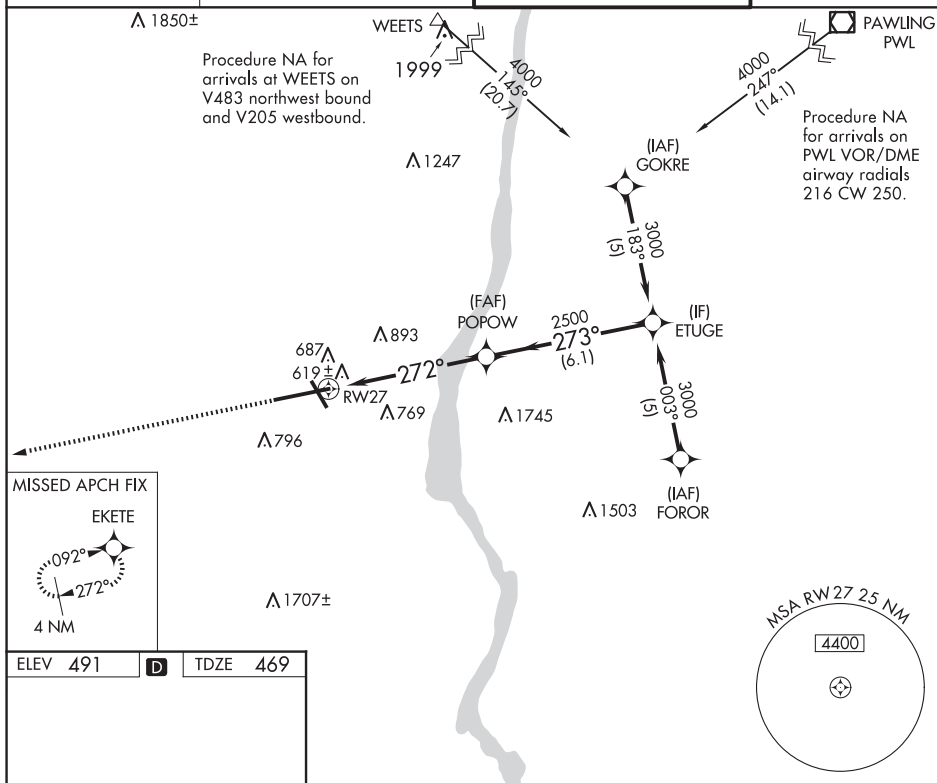 1850±
WEETS
PAWLING
PWL
1999
Procedure NA for
arrivals at WEETS on
V483 northwest bound
and V205 westbound.
4000
145°
(20.7)
4000
247°
(14.1)
Procedure NA
for arrivals on
PWL VOR/DME
airway radials
216 CW 250.
1247
(IAF)
GOKRE
3000
183°
(5)
(FAF)
POPOW
2500
273°
(6.1)
(IF)
ETUGE
893
687
619±
272°
RW27
769
1745
3000
003°
(5)
796
(IAF)
FOROR
1503
MISSED APCH FIX
EKETE
092°
272°
4 NM
1707±
MSA RW 27 25 NM
4400
ELEV 491
D
TDZE 469